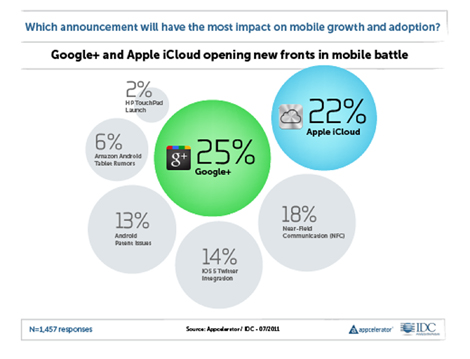 Which announcement will have the most impact on mobile growth and adoption?
Google+ and Apple iCloud opening new fronts in mobile battle
2%
HP TouchPad
Launch
22%
Apple iCloud
6%
Amazon Android
Tablet Rumors
g+
25%
Google+
13%
Android
Patent Issues
18%
Near-Field
Communication (NFC)
14%
iOS 5 Twitter
Integration
N=1,457 responses
Source: Appcelerator / IDC - 07/2011
appcelerator
IDC